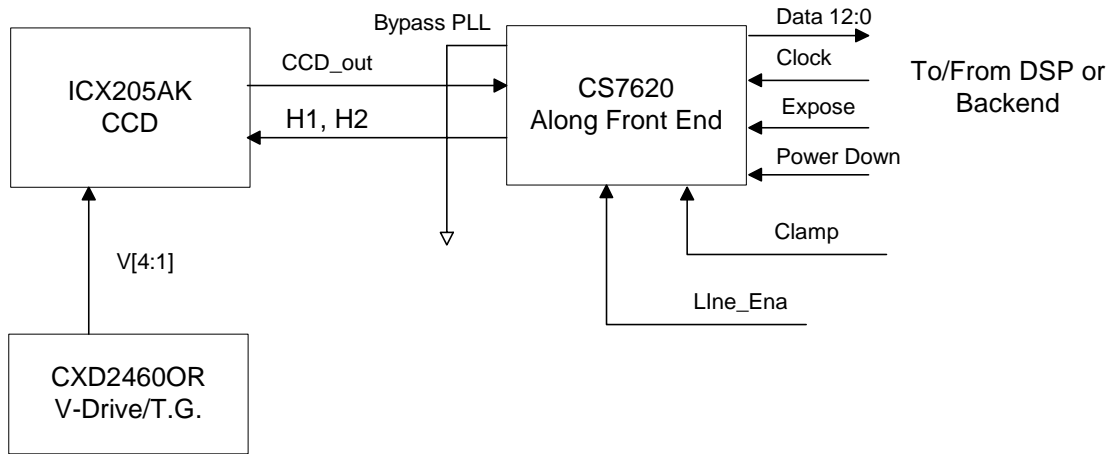 Bypass PLL
Data 12:0
ICX205AK
CCD
CCD_out
H1, H2
CS7620
Along Front End
Clock
Expose
Power Down
To/From DSP or
Backend
Clamp
LIne_Ena
V[4:1]
CXD2460OR
V-Drive/T.G.